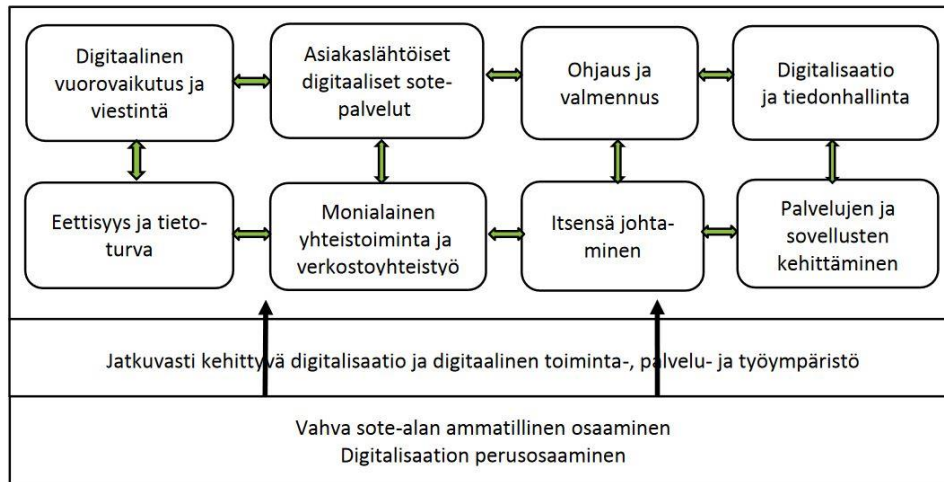 Digitaalinen
vuorovaikutus ja
viestintä
Asiakaslähtöiset
digitaaliset sote-
palvelut
Ohjaus ja
valmennus
Digitalisaatio
ja tiedonhallinta
Eettisyys ja tieto-
turva
Monialainen
yhteistoiminta ja
verkostoyhteistyö
Itsensä johta-
minen
Palvelujen ja
sovellusten
kehittäminen
Jatkuvasti kehittyvä digitalisaatio ja digitaalinen toiminta-, palvelu- ja työympäristö
Vahva sote-alan ammatillinen osaaminen
Digitalisaation perusosaaminen